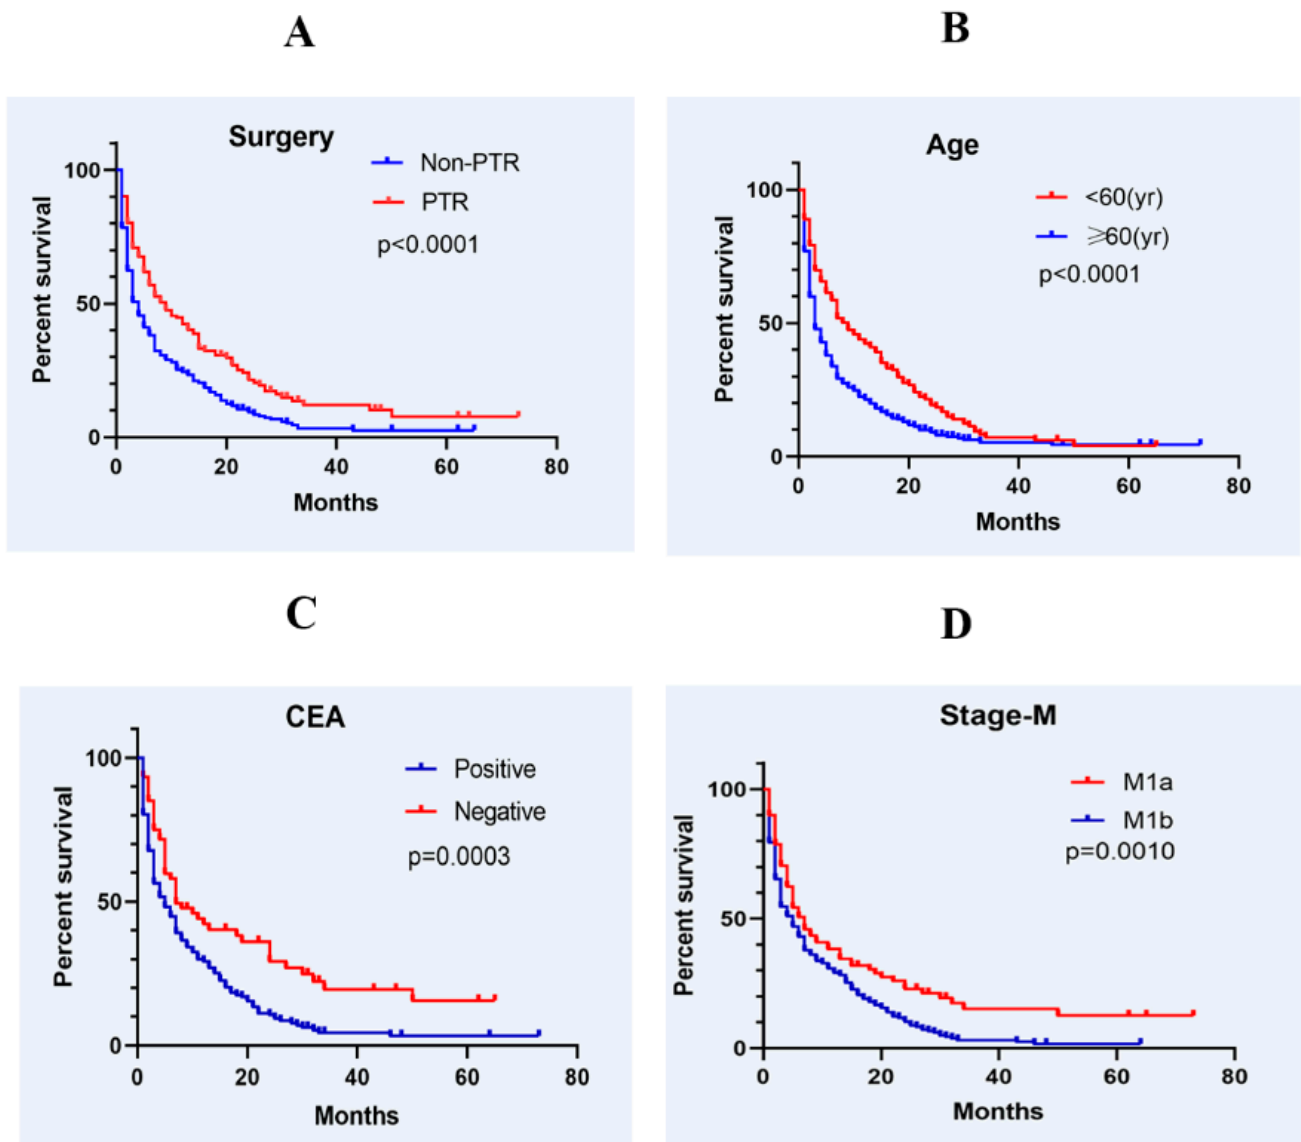 A
Surgery
Non-PTR
PTR
p<0.0001
100
50
0
Percent survival
0 20 40 60 80
Months
B
Age
<60(yr)
⩾60(yr)
p<0.0001
100
50
0
Percent survival
0 20 40 60 80
Months
C
CEA
Positive
Negative
p=0.0003
100
50
0
Percent survival
0 20 40 60 80
Months
D
Stage-M
M1a
M1b
p=0.0010
100
50
0
Percent survival
0 20 40 60 80
Months